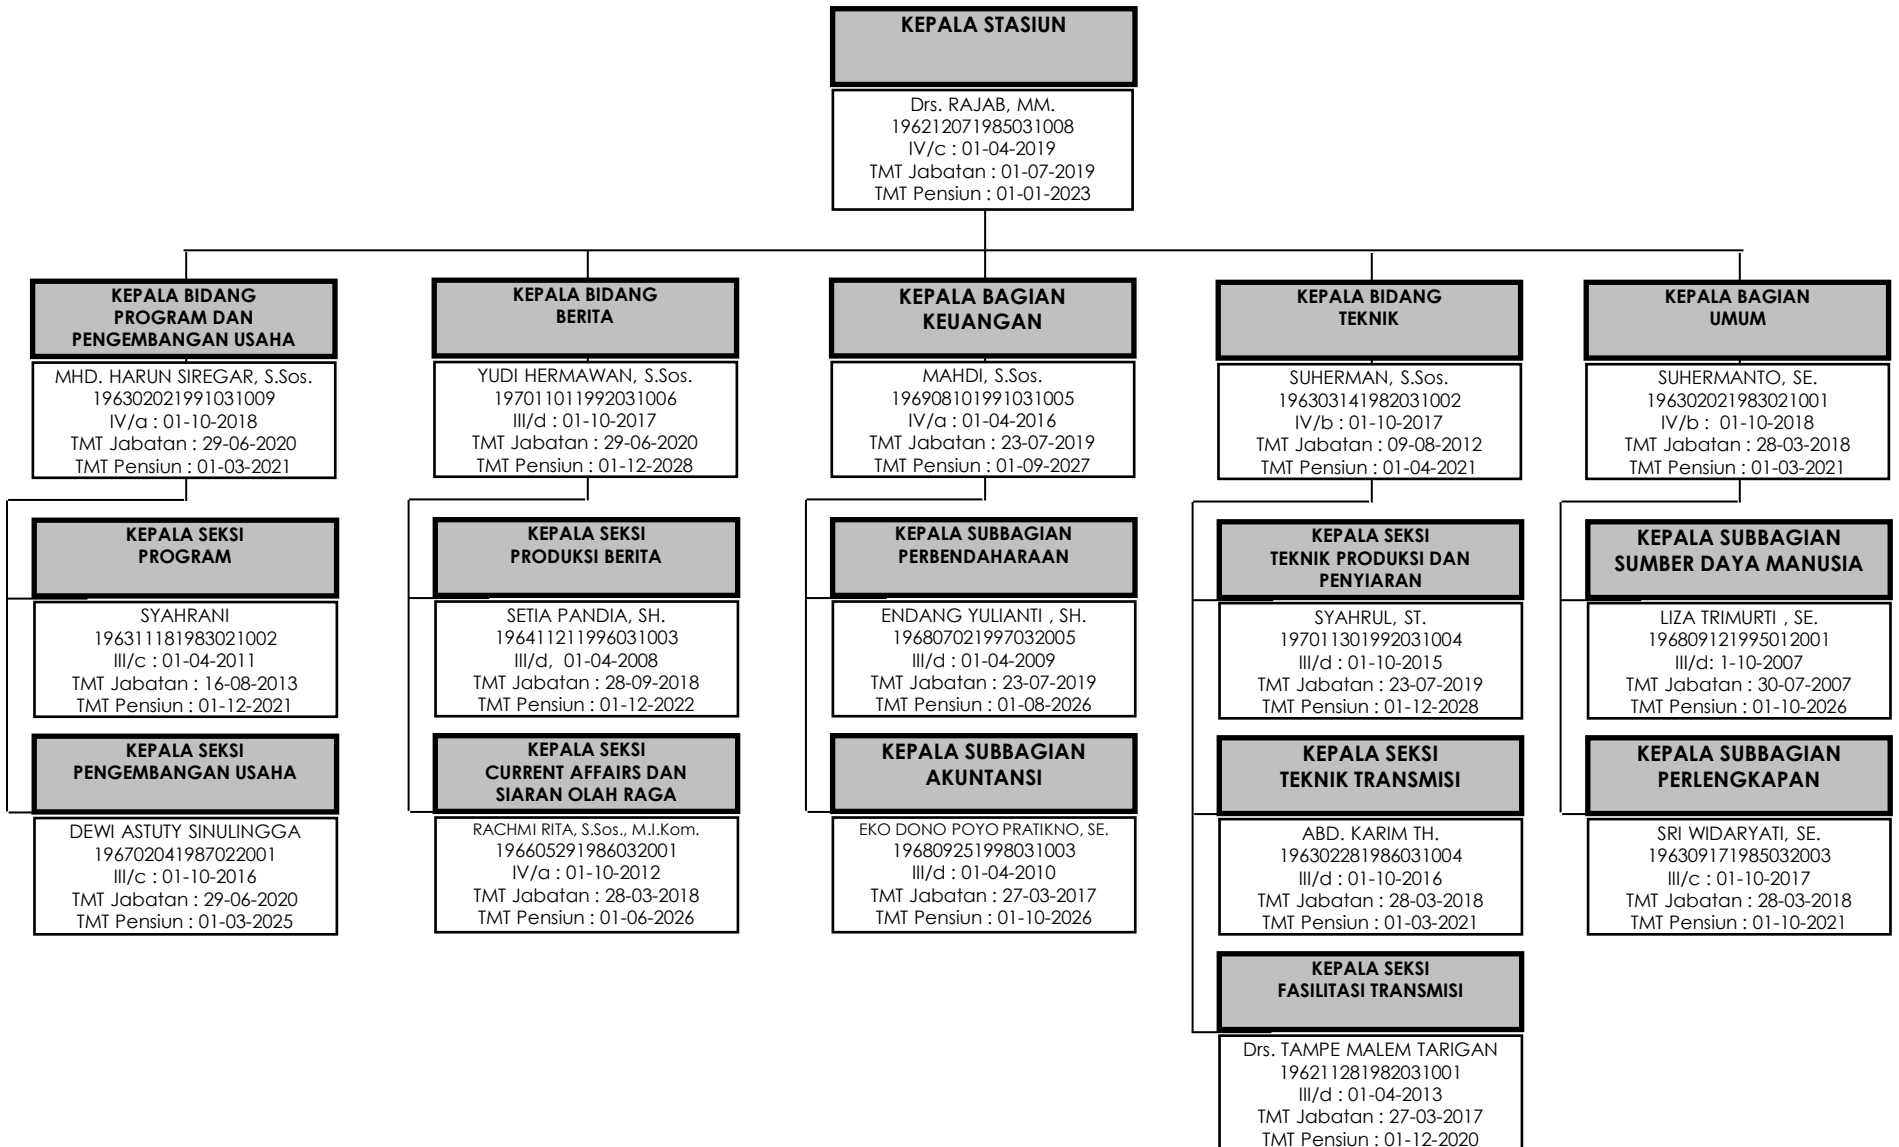 KEPALA STASIUN
Drs. RAJAB, MM.
196212071985031008
IV/c : 01-04-2019
TMT Jabatan : 01-07-2019
TMT Pensiun : 01-01-2023
KEPALA BIDANG
PROGRAM DAN
PENGEMBANGAN USAHA
MHD. HARUN SIREGAR, S.Sos.
196302021991031009
IV/a : 01-10-2018
TMT Jabatan : 29-06-2020
TMT Pensiun : 01-03-2021
KEPALA SEKSI
PROGRAM
SYAHRANI
196311181983021002
III/c : 01-04-2011
TMT Jabatan : 16-08-2013
TMT Pensiun : 01-12-2021
KEPALA SEKSI
PENGEMBANGAN USAHA
DEWI ASTUTY SINULINGGA
196702041987022001
III/c : 01-10-2016
TMT Jabatan : 29-06-2020
TMT Pensiun : 01-03-2025
KEPALA BIDANG
BERITA
YUDI HERMAWAN, S.Sos.
197011011992031006
III/d : 01-10-2017
TMT Jabatan : 29-06-2020
TMT Pensiun : 01-12-2028
KEPALA SEKSI
PRODUKSI BERITA
SETIA PANDIA, SH.
196411211996031003
III/d, 01-04-2008
TMT Jabatan : 28-09-2018
TMT Pensiun : 01-12-2022
KEPALA SEKSI
CURRENT AFFAIRS DAN
SIARAN OLAH RAGA
RACHMI RITA, S.Sos., M.I.Kom.
196605291986032001
IV/a : 01-10-2012
TMT Jabatan : 28-03-2018
TMT Pensiun : 01-06-2026
KEPALA BAGIAN
KEUANGAN
MAHDI, S.Sos.
196908101991031005
IV/a : 01-04-2016
TMT Jabatan : 23-07-2019
TMT Pensiun : 01-09-2027
KEPALA SUBBAGIAN
PERBENDAHARAAN
ENDANG YULIANTI , SH.
196807021997032005
III/d : 01-04-2009
TMT Jabatan : 23-07-2019
TMT Pensiun : 01-08-2026
KEPALA SUBBAGIAN
AKUNTANSI
EKO DONO POYO PRATIKNO, SE.
196809251998031003
III/d : 01-04-2010
TMT Jabatan : 27-03-2017
TMT Pensiun : 01-10-2026
KEPALA BIDANG
TEKNIK
SUHERMAN, S.Sos.
196303141982031002
IV/b : 01-10-2017
TMT Jabatan : 09-08-2012
TMT Pensiun : 01-04-2021
KEPALA SEKSI
TEKNIK PRODUKSI DAN
PENYIARAN
SYAHRUL, ST.
197011301992031004
III/d : 01-10-2015
TMT Jabatan : 23-07-2019
TMT Pensiun : 01-12-2028
KEPALA SEKSI
TEKNIK TRANSMISI
ABD. KARIM TH.
196302281986031004
III/d : 01-10-2016
TMT Jabatan : 28-03-2018
TMT Pensiun : 01-03-2021
KEPALA SEKSI
FASILITASI TRANSMISI
Drs. TAMPE MALEM TARIGAN
196211281982031001
III/d : 01-04-2013
TMT Jabatan : 27-03-2017
TMT Pensiun : 01-12-2020
KEPALA BAGIAN
UMUM
SUHERMANTO, SE.
196302021983021001
IV/b :  01-10-2018
TMT Jabatan : 28-03-2018
TMT Pensiun : 01-03-2021
KEPALA SUBBAGIAN
SUMBER DAYA MANUSIA
LIZA TRIMURTI , SE.
196809121995012001
III/d: 1-10-2007
TMT Jabatan : 30-07-2007
TMT Pensiun : 01-10-2026
KEPALA SUBBAGIAN
PERLENGKAPAN
SRI WIDARYATI, SE.
196309171985032003
III/c : 01-10-2017
TMT Jabatan : 28-03-2018
TMT Pensiun : 01-10-2021